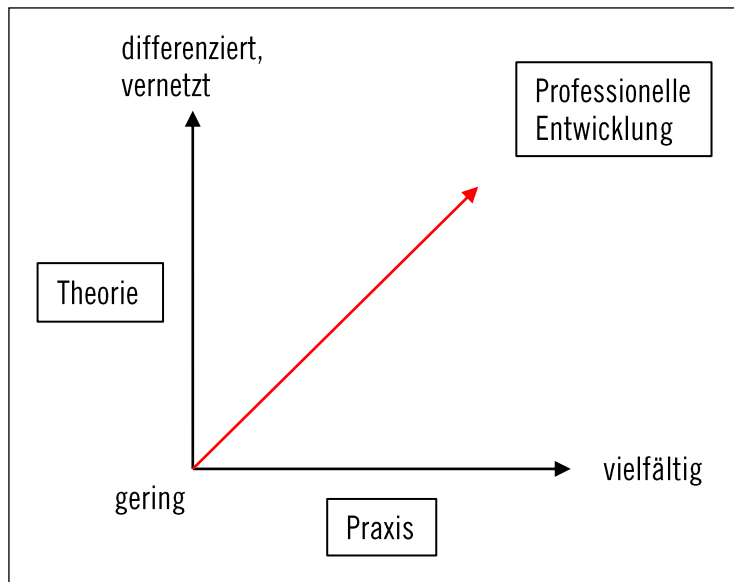 differenziert,
vernetzt
Professionelle
Entwicklung
Theorie
vielfältig
gering
Praxis